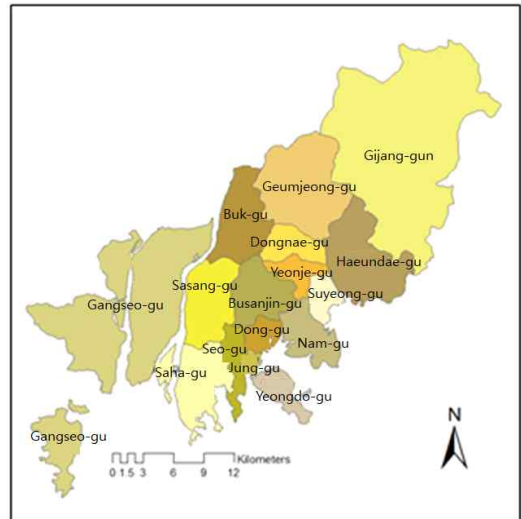 Gijang-gun
Geumjeong-gu
Buk-gu
Dongnae-gu
Haeundae-gu
Yeonje-gu
Sasang-gu
Suyeong-gu
Gangseo-gu
Busanjin-gu
Dong-gu
Nam-gu
Seo-gu
Jung-gu
Saha-gu
Yeongdo-gu
N
Gangseo-gu
Kilometers
0 1.5 3 6 9 12